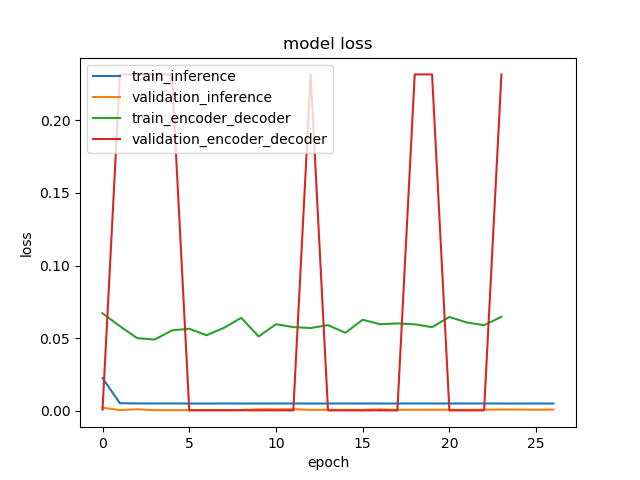 model loss
train_inference
validation_inference
train_encoder_decoder
validation_encoder_decoder
0.20
0.15
0.10
0.05
0.00
loss
0 5 10 15 20 25
epoch